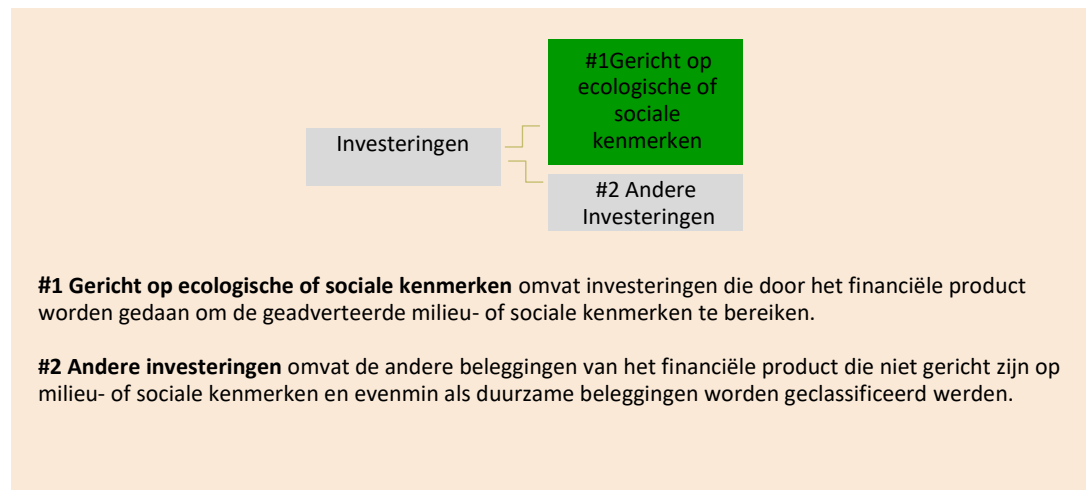 #1Gericht op
ecologische of
sociale
kenmerken
Investeringen
#2 Andere
Investeringen
#1 Gericht op ecologische of sociale kenmerken omvat investeringen die door het financiële product
worden gedaan om de geadverteerde milieu- of sociale kenmerken te bereiken.
#2 Andere investeringen omvat de andere beleggingen van het financiële product die niet gericht zijn op
milieu- of sociale kenmerken en evenmin als duurzame beleggingen worden geclassificeerd werden.